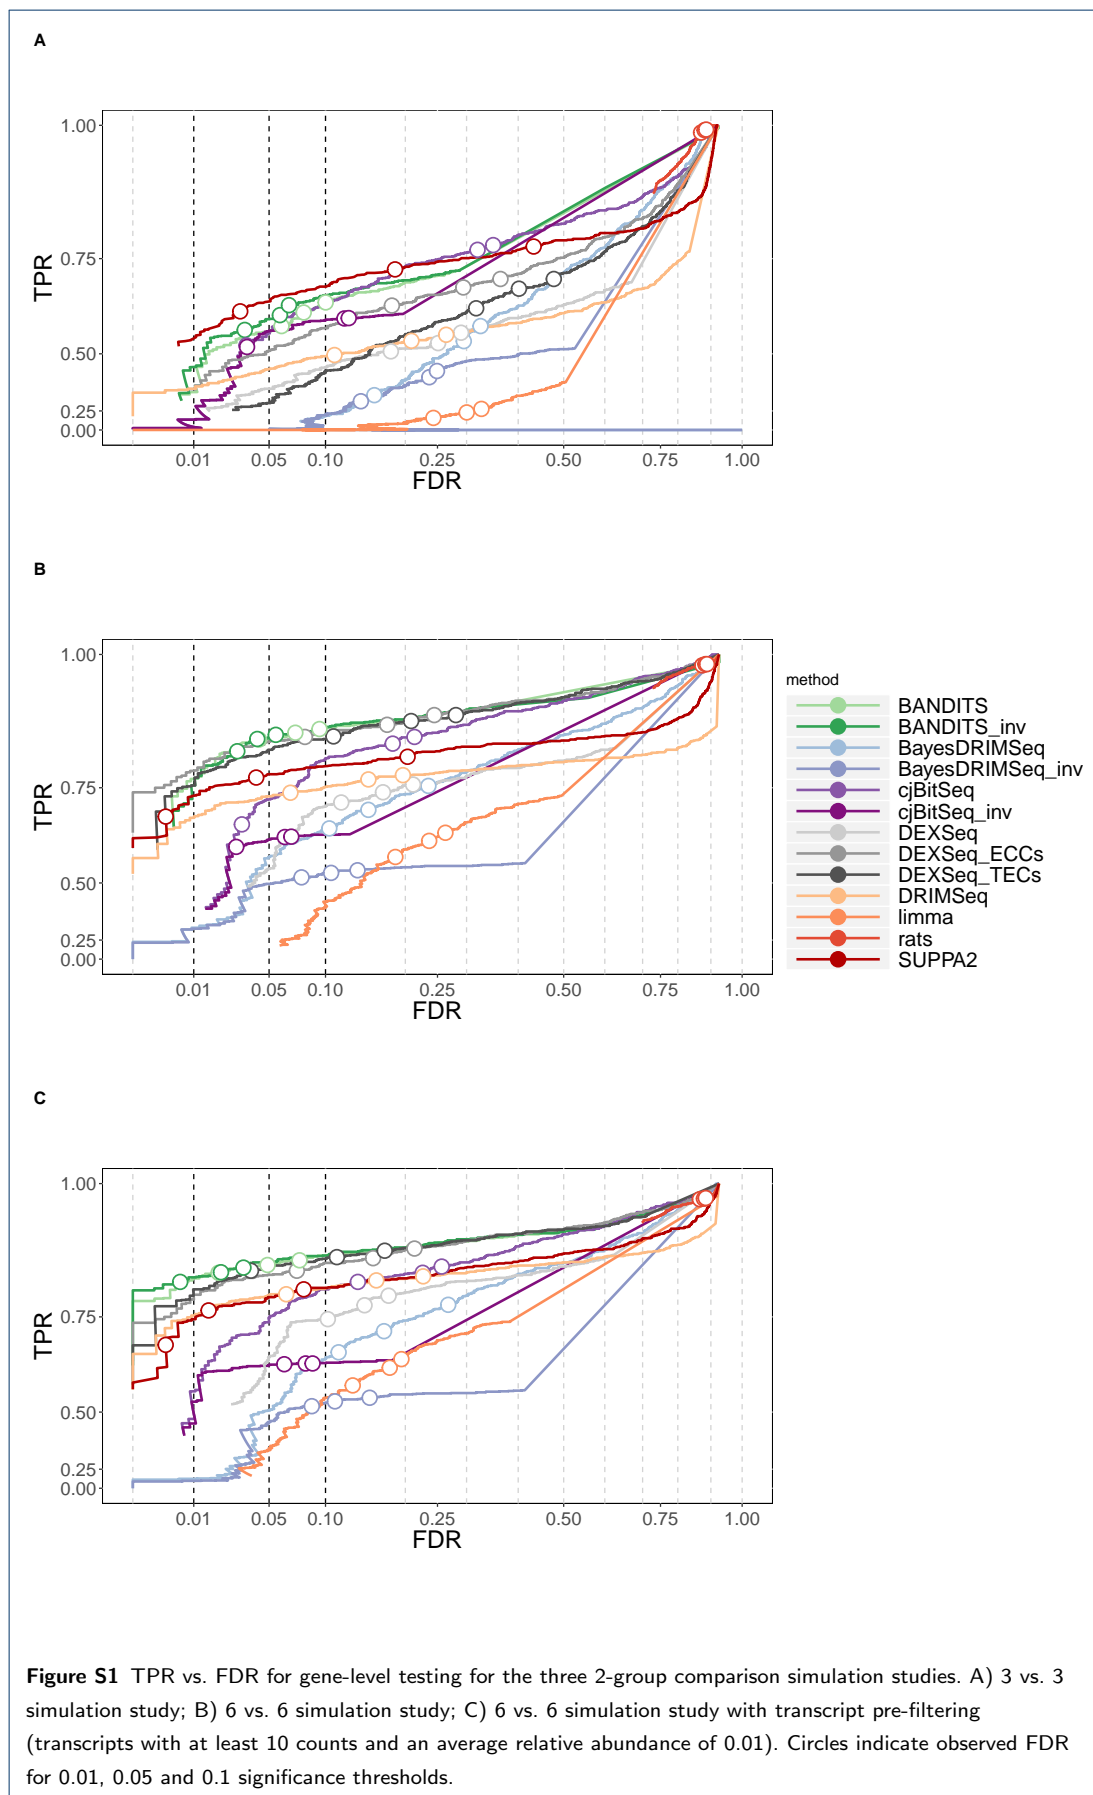 A
1.00
0.75
0.50
0.25
0.00
TPR
0.01 0.05 0.10 0.25 0.50 0.75 1.00
FDR
B
1.00
0.75
0.50
0.25
0.00
TPR
0.01 0.05 0.10 0.25 0.50 0.75 1.00
FDR
method
BANDITS
BANDITS_inv
BayesDRIMSeq
BayesDRIMSeq_inv
cjBitSeq
cjBitSeq_inv
DEXSeq
DEXSeq_ECCs
DEXSeq_TECs
DRIMSeq
limma
rats
SUPPA2
C
1.00
0.75
0.50
0.25
0.00
TPR
0.01 0.05 0.10 0.25 0.50 0.75 1.00
FDR
Figure S1 TPR vs. FDR for gene-level testing for the three 2-group comparison simulation studies. A) 3 vs. 3
simulation study; B) 6 vs. 6 simulation study; C) 6 vs. 6 simulation study with transcript pre-filtering
(transcripts with at least 10 counts and an average relative abundance of 0.01). Circles indicate observed FDR
for 0.01, 0.05 and 0.1 significance thresholds.